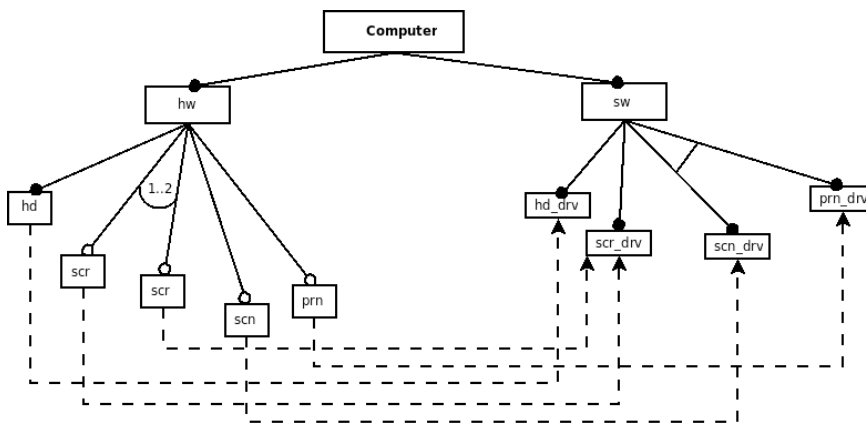 Computer
hw
sw
hd
1..2
scr
scr
scn
prn
hd_drv
scr_drv
scn_drv
prn_drv